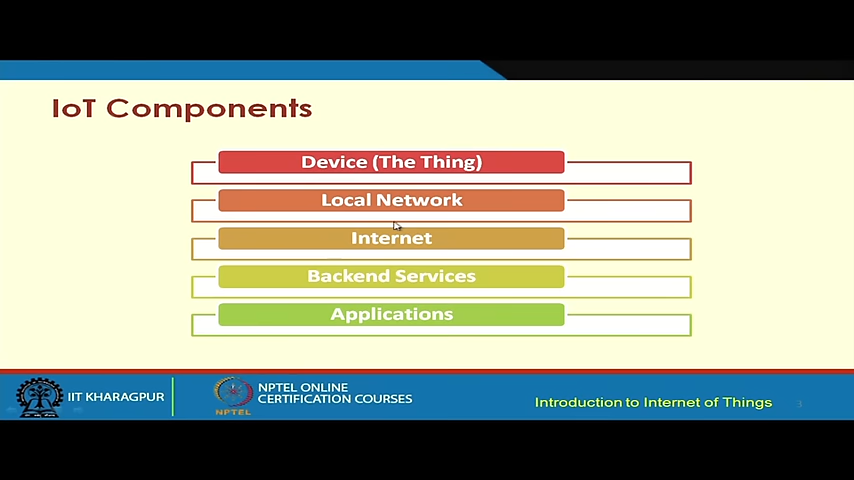 IoT Components
Device (The Thing)
Local Network
Internet
Backend Services
Applications
IIT KHARAGPUR
NPTEL
NPTEL ONLINE
CERTIFICATION COURSES
Introduction to Internet of Things
3